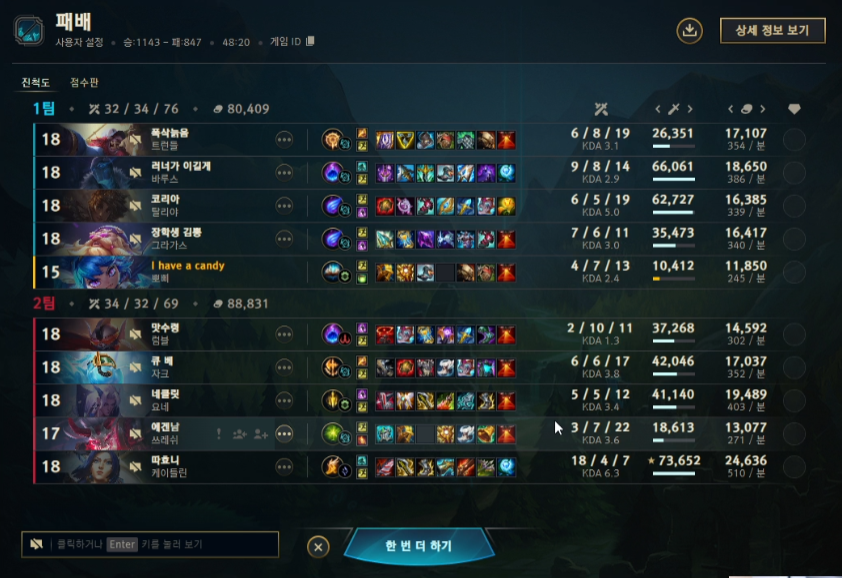 패배
사용자 설정 • 승:1143 – 패:847 • 48:20 • 게임 ID
상세 정보 보기
진척도 점수판
1팀 • 32 / 34 / 76 • 80,409
18 폭삭늙음 6 / 8 / 19 26,351 17,107
트런들 KDA 3.1 354 / 분
18 려너가 이길게 9 / 8 / 14 66,061 18,650
바루스 KDA 2.9 386 / 분
18 코리아 6 / 5 / 19 62,727 16,385
탈리야 KDA 5.0 339 / 분
18 장학생 김뽕 7 / 6 / 11 35,473 16,417
그라가스 KDA 3.0 340 / 분
15 I have a candy 4 / 7 / 13 10,412 11,850
뽀삐 KDA 2.4 245 / 분
2팀 • 34 / 32 / 69 • 88,831
18 맛수령 2 / 10 / 11 37,268 14,592
럼블 KDA 1.3 302 / 분
18 큐 베 6 / 6 / 17 42,046 17,037
자크 KDA 3.8 352 / 분
18 네클릿 5 / 5 / 12 41,140 19,489
요네 KDA 3.4 403 / 분
17 애겐남 3 / 7 / 22 18,613 13,077
쓰레쉬 KDA 3.6 271 / 분
18 따효니 18 / 4 / 7 73,652 24,636
케이틀린 KDA 6.3 510 / 분
클릭하거나 Enter 키를 눌러 보기
한 번 더 하기